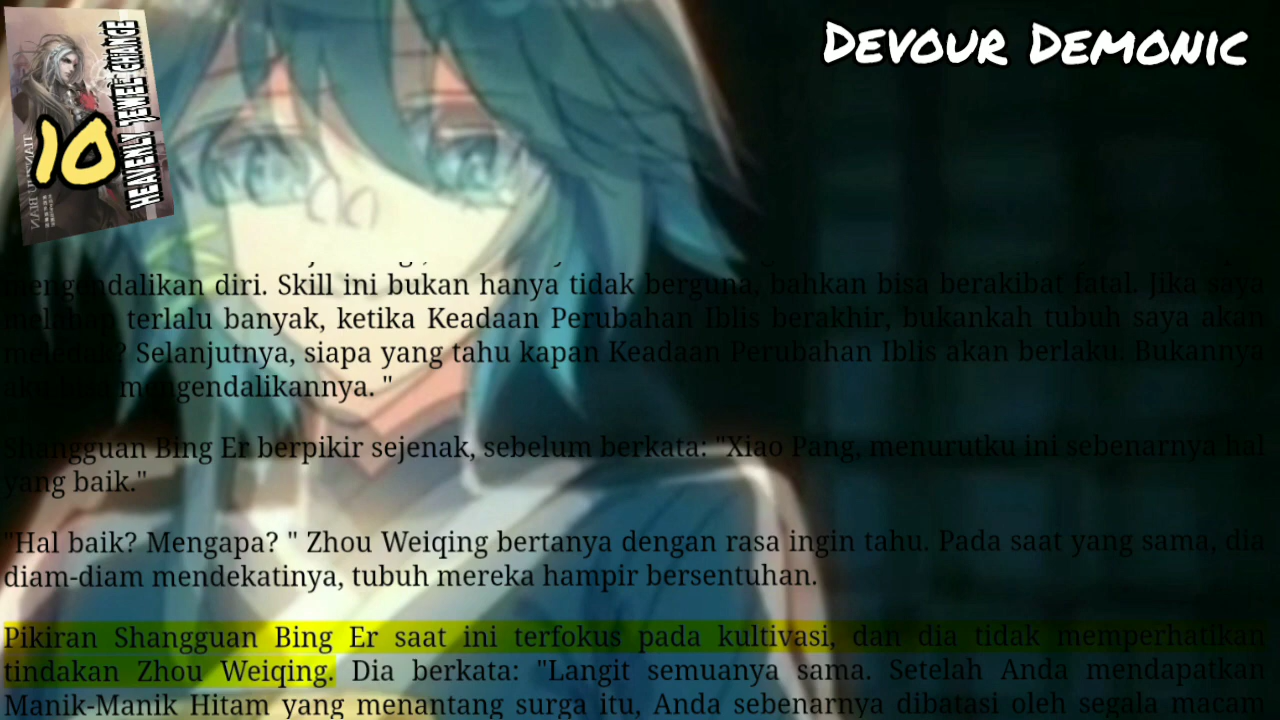 DEVOUR DEMONIC
10
HEAVENLY JEWEL CHANGE
mengendalikan diri. Skill ini bukan hanya tidak berguna, bahkan bisa berakibat fatal. Jika saya
melahap terlalu banyak, ketika Keadaan Perubahan Iblis berakhir, bukankah tubuh saya akan
meledak? Selanjutnya, siapa yang tahu kapan Keadaan Perubahan Iblis akan berlaku. Bukannya
aku bisa mengendalikannya. "
Shangguan Bing Er berpikir sejenak, sebelum berkata: "Xiao Pang, menurutku ini sebenarnya hal
yang baik."
"Hal baik? Mengapa? " Zhou Weiqing bertanya dengan rasa ingin tahu. Pada saat yang sama, dia
diam-diam mendekatinya, tubuh mereka hampir bersentuhan.
Pikiran Shangguan Bing Er saat ini terfokus pada kultivasi, dan dia tidak memperhatikan
tindakan Zhou Weiqing. Dia berkata: "Langit semuanya sama. Setelah Anda mendapatkan
Manik-Manik Hitam yang menantang surga itu, Anda sebenarnya dibatasi oleh segala macam